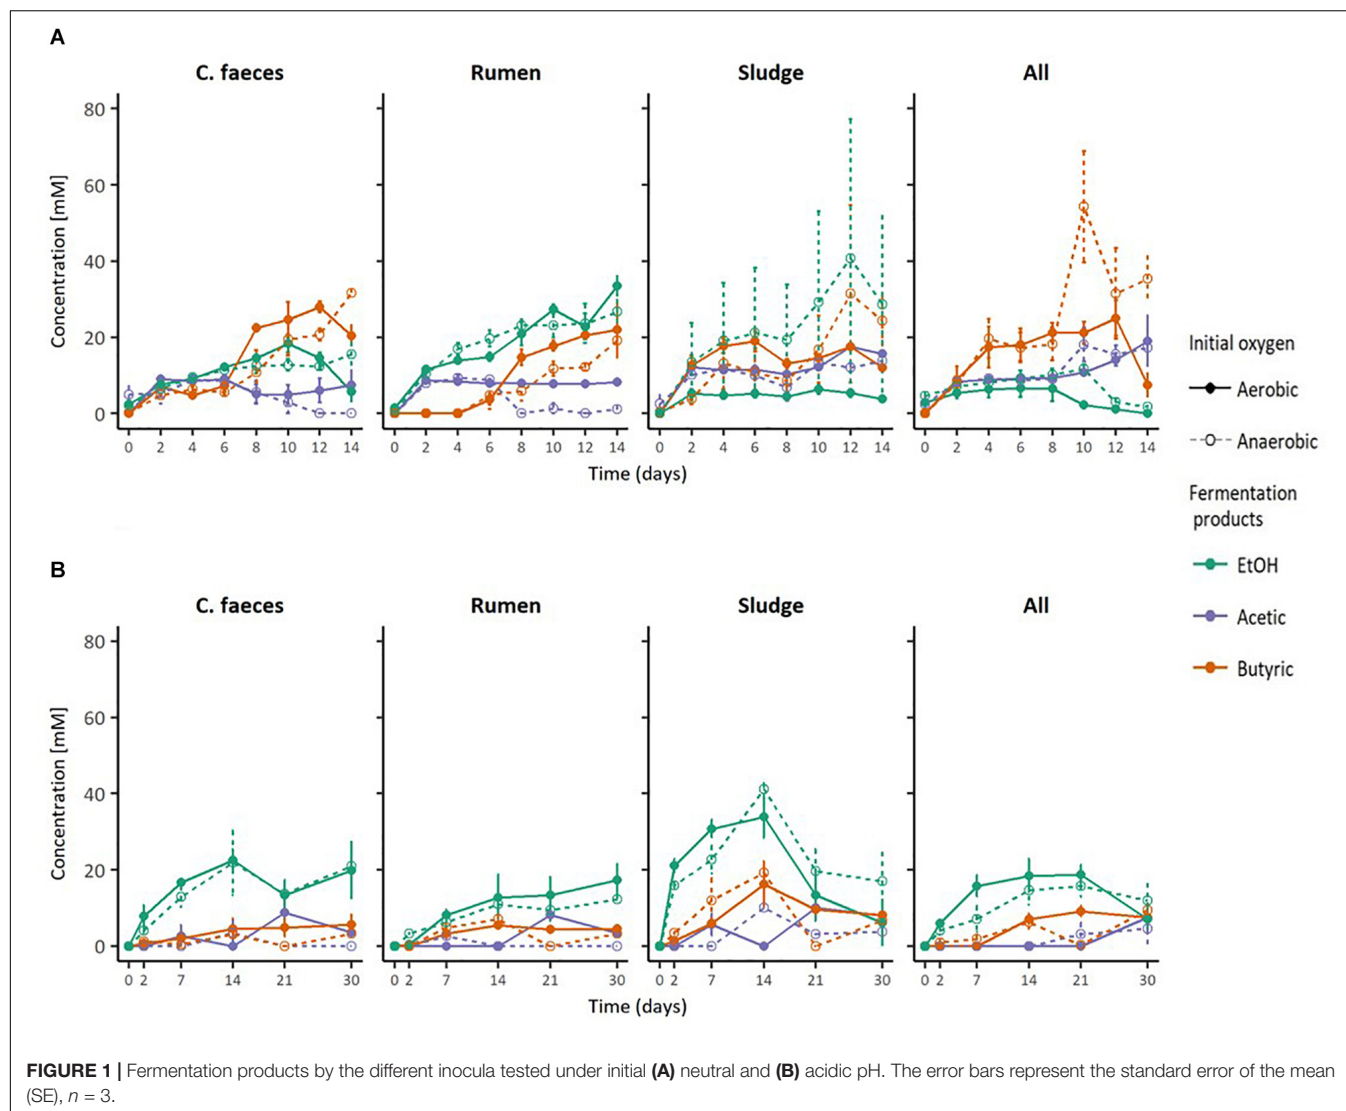 A
C. faeces Rumen Sludge All
80
60
40
20
0
Concentration [mM]
0 2 4 6 8 10 12 14 0 2 4 6 8 10 12 14 0 2 4 6 8 10 12 14 0 2 4 6 8 10 12 14
Time (days)
Initial oxygen
Aerobic
Anaerobic
Fermentation
products
EtOH
Acetic
Butyric
B
C. faeces Rumen Sludge All
80
60
40
20
0
Concentration [mM]
0 2 7 14 21 30 0 2 7 14 21 30 0 2 7 14 21 30 0 2 7 14 21 30
Time (days)
FIGURE 1 | Fermentation products by the different inocula tested under initial (A) neutral and (B) acidic pH. The error bars represent the standard error of the mean
(SE), n = 3.